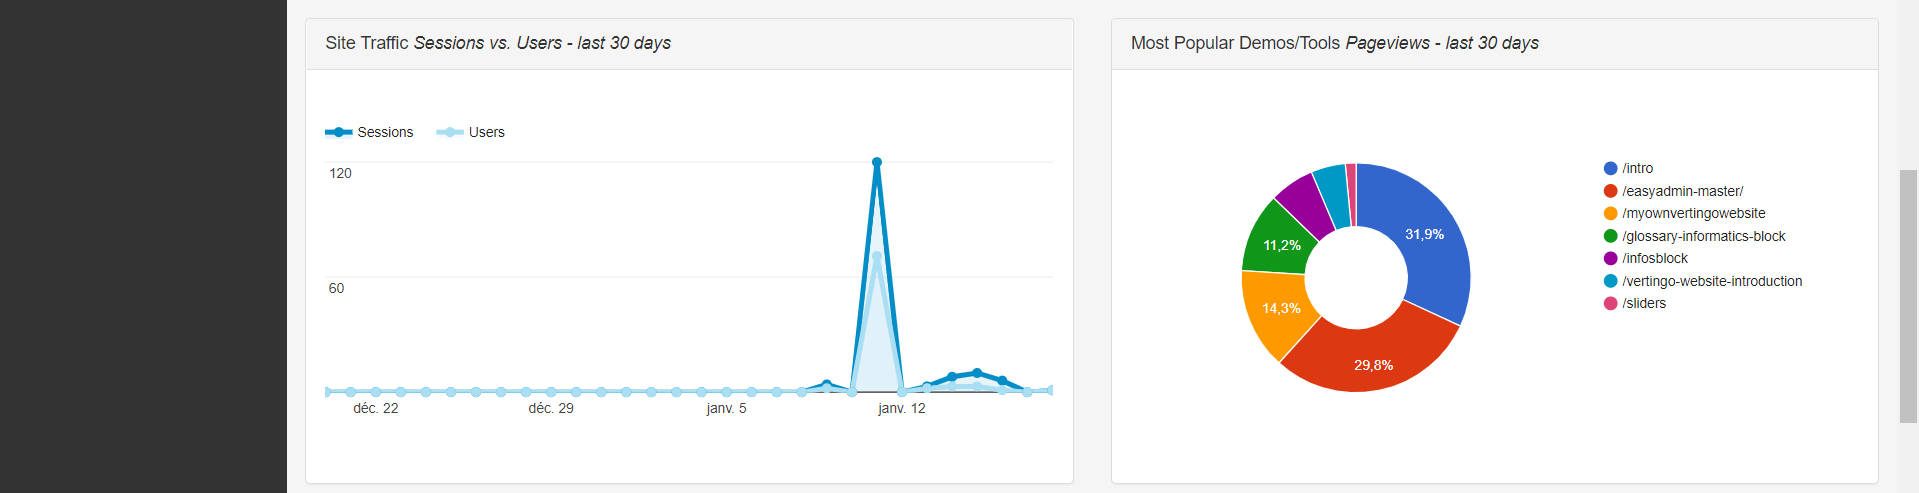 Site Traffic Sessions vs. Users - last 30 days
Sessions Users
120
60
déc. 22 déc. 29 janv. 5 janv. 12
Most Popular Demos/Tools Pageviews - last 30 days
31,9%
11,2%
14,3%
29,8%
/intro
/easyadmin-master/
/myownvertingowebsite
/glossary-informatics-block
/infosblock
/vertingo-website-introduction
/sliders